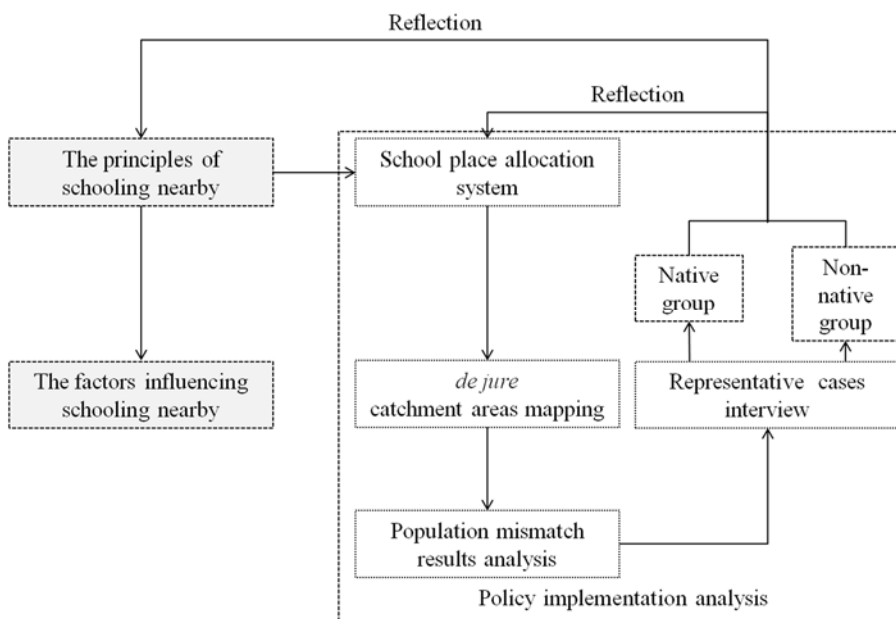 Reflection
Reflection
The principles of
schooling nearby
School place allocation
system
Native
group
Non-
native
group
The factors influencing
schooling nearby
de jure
catchment areas mapping
Representative cases
interview
Population mismatch
results analysis
Policy implementation analysis